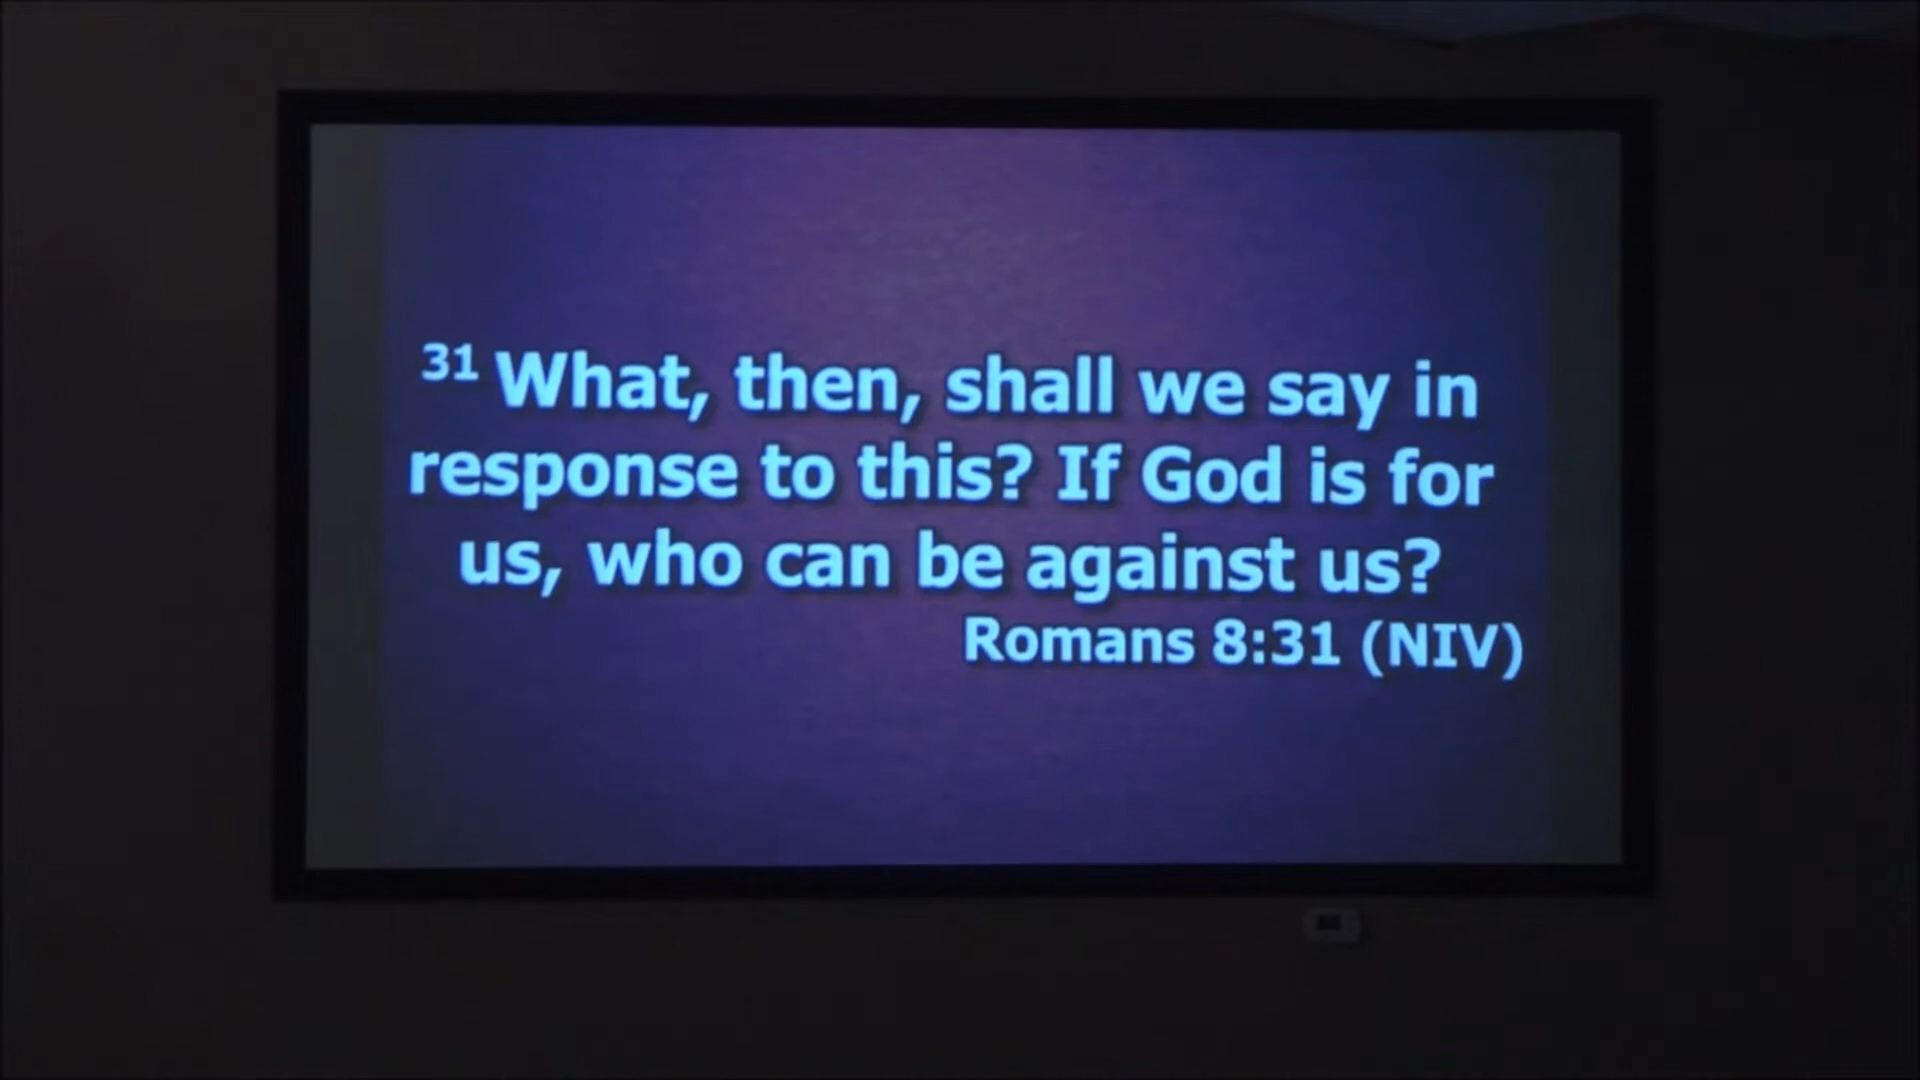 31 What, then, shall we say in
response to this? If God is for
us, who can be against us?
Romans 8:31 (NIV)